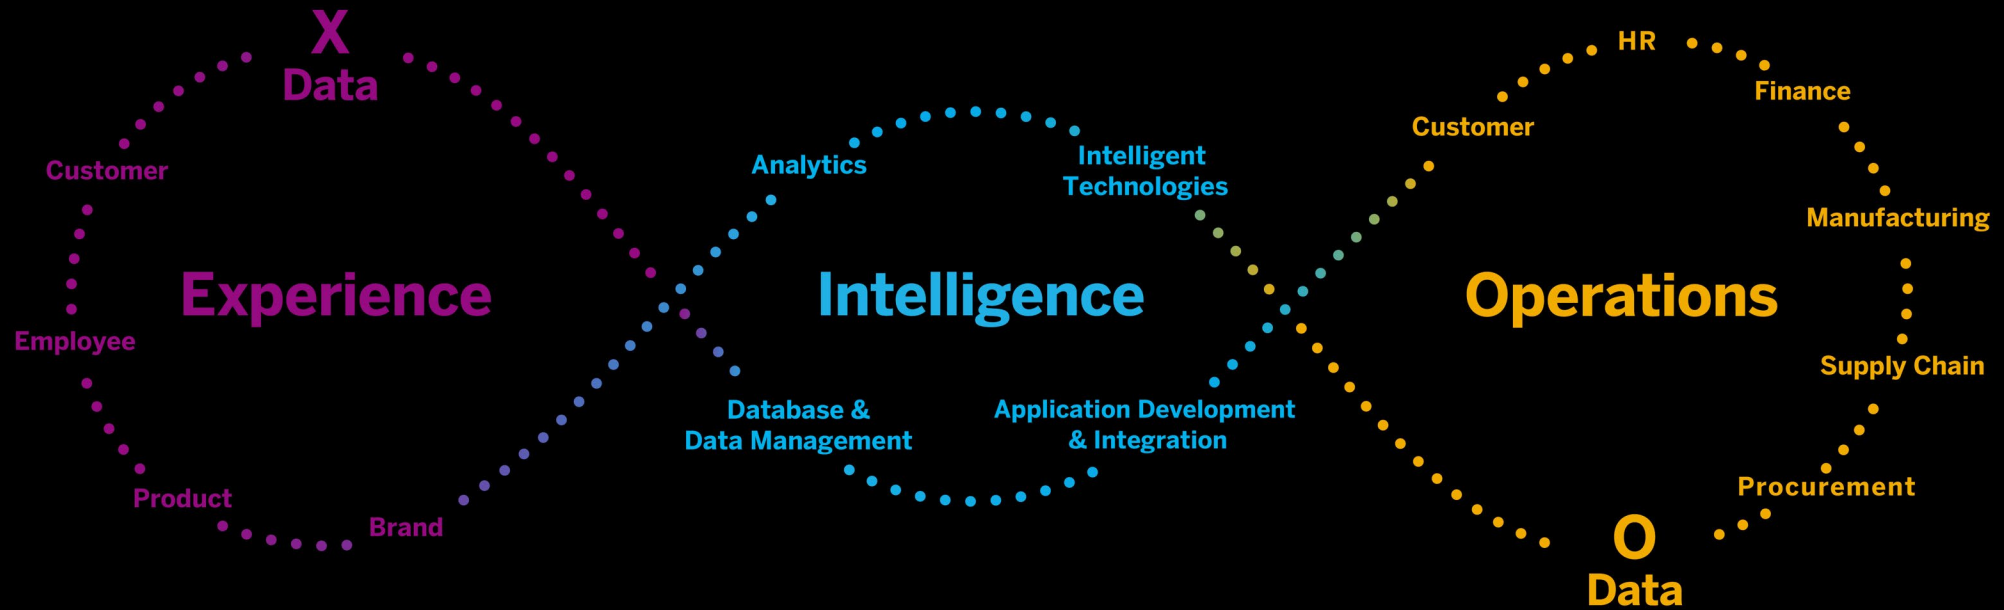 X
Data
Customer
Employee
Product
Brand
Experience
Analytics
Intelligent
Technologies
Intelligence
Database &
Data Management
Application Development
& Integration
HR
Finance
Customer
Manufacturing
Operations
Supply Chain
Procurement
O
Data